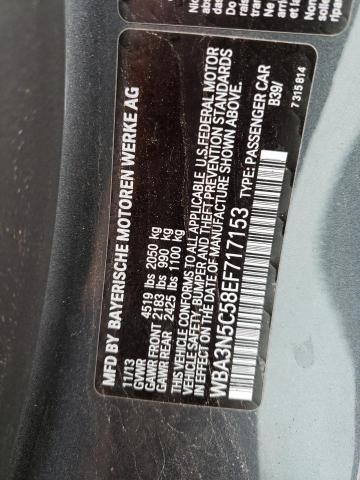 MFD BY BAYERISCHE MOTOREN WERKE AG
11/13
GVWR 4519 lbs 2050 kg
GAWR FRONT 2183 lbs 990 kg
GAWR REAR 2425 lbs 1100 kg
THIS VEHICLE CONFORMS TO ALL APPLICABLE U.S.FEDERAL MOTOR
VEHICLE SAFETY, BUMPER AND THEFT PREVENTION STANDARDS
IN EFFECT ON THE DATE OF MANUFACTURE SHOWN ABOVE.
WBA3N5C58EF717153 TYPE: PASSENGER CAR
B39/
7 315 814